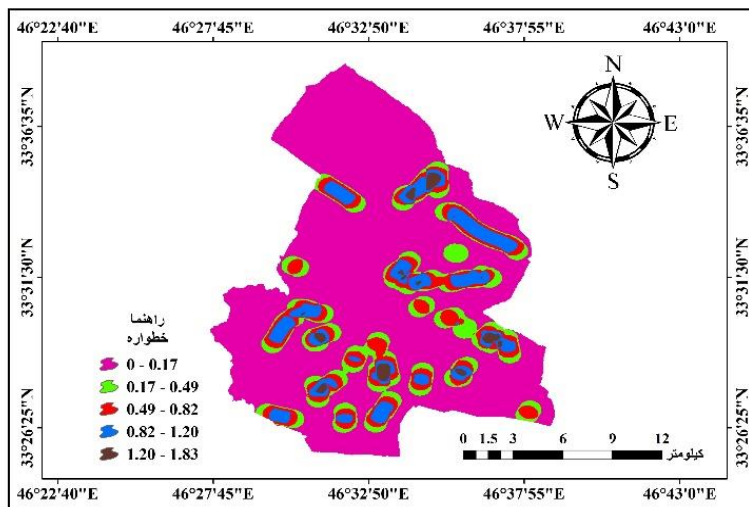 46°22'40"E 46°27'45"E 46°32'50"E 46°37'55"E 46°43'0"E
N
W E
S
33°36'35"N 33°36'35"N
33°31'30"N 33°31'30"N
33°26'25"N 33°26'25"N
راهنما
خطواره
0 - 0.17
0.17 - 0.49
0.49 - 0.82
0.82 - 1.20
1.20 - 1.83
0 1.5 3 6 9 12
کیلومتر
46°22'40"E 46°27'45"E 46°32'50"E 46°37'55"E 46°43'0"E